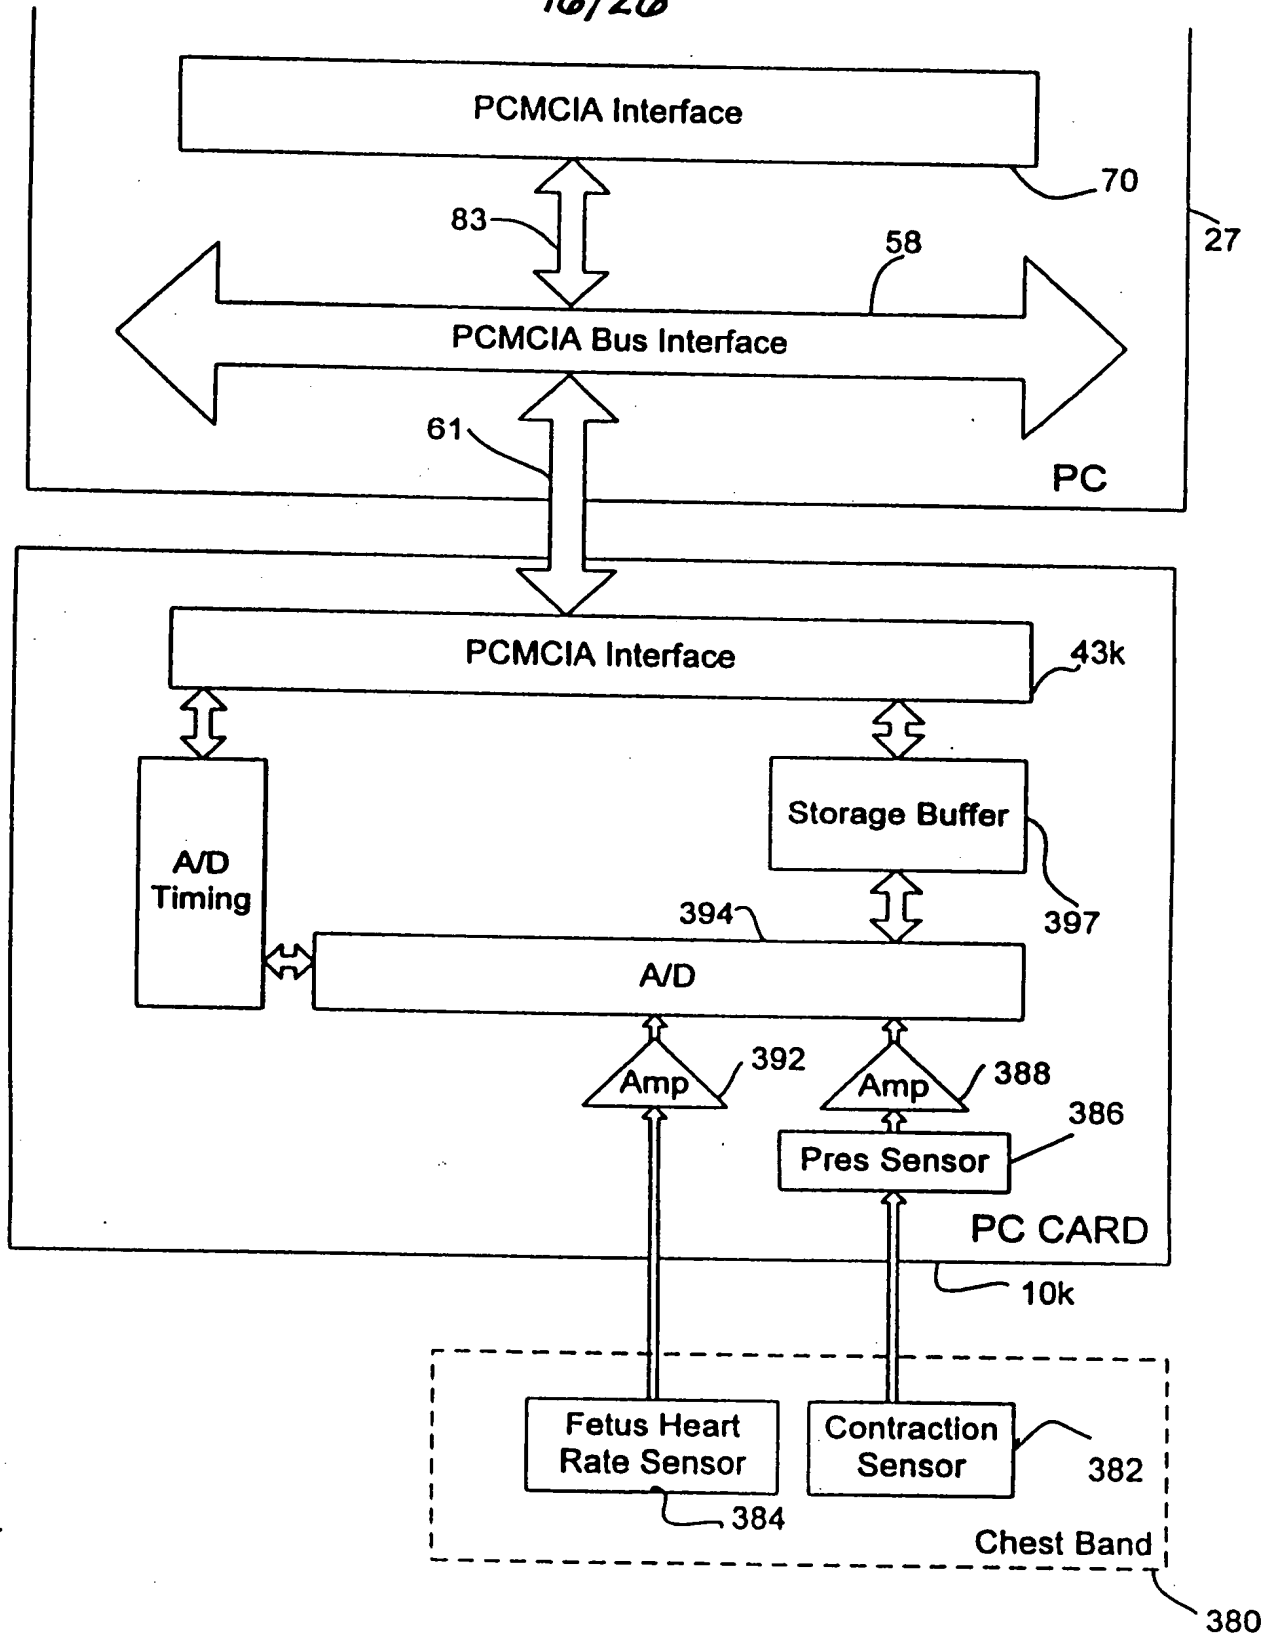 16/26
PCMCIA Interface
70
83
27
58
PCMCIA Bus Interface
61
PC
PCMCIA Interface
43k
Storage Buffer
A/D
Timing
397
394
A/D
392
Amp
388
Amp
386
Pres Sensor
PC CARD
10k
Fetus Heart
Rate Sensor
Contraction
Sensor
382
384
Chest Band
380